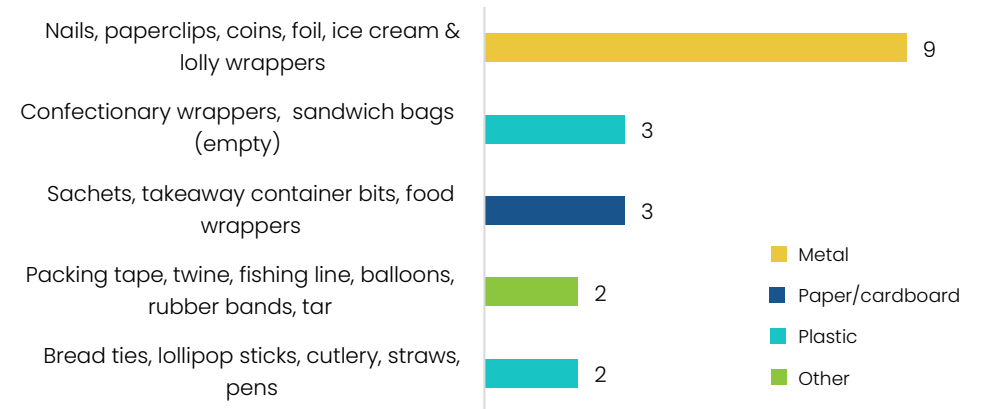 Nails, paperclips, coins, foil, ice cream &
lolly wrappers
9
Confectionary wrappers,  sandwich bags
(empty)
3
Sachets, takeaway container bits, food
wrappers
3
Packing tape, twine, fishing line, balloons,
rubber bands, tar
2
Bread ties, lollipop sticks, cutlery, straws,
pens
2
Metal
Paper/cardboard
Plastic
Other